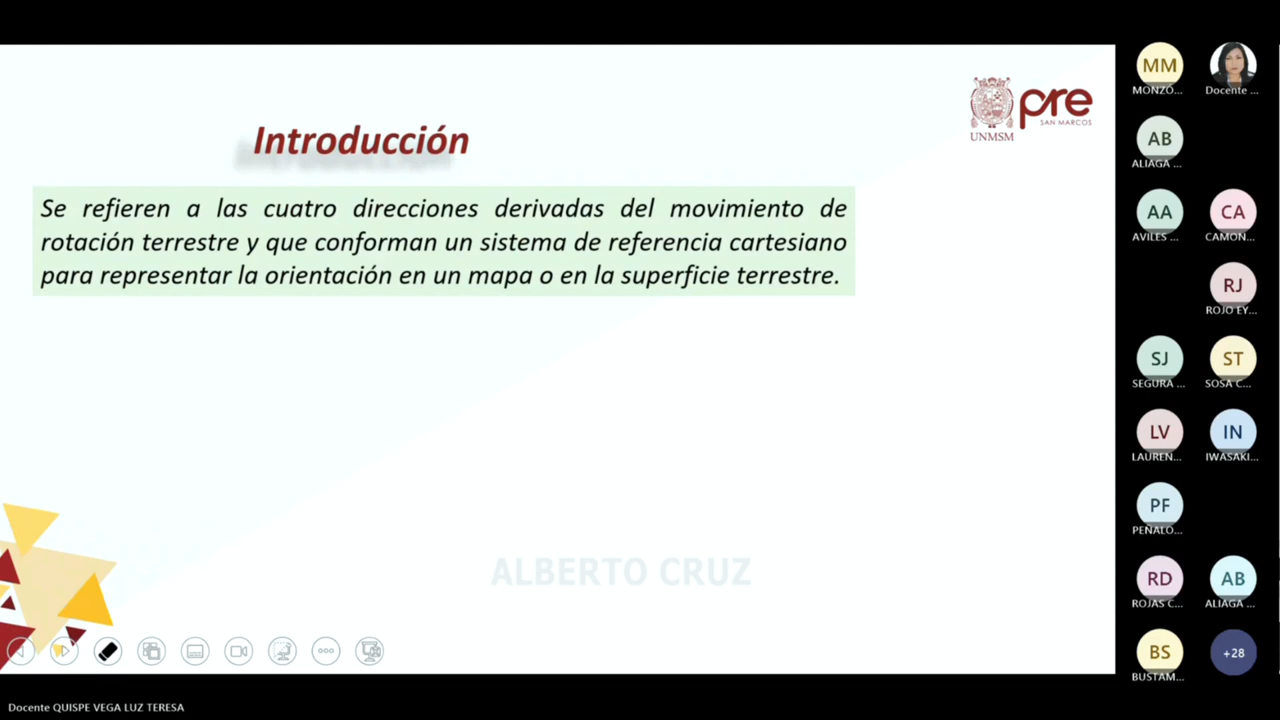 Introducción
UNMSM
pre
SAN MARCOS
Se refieren a las cuatro direcciones derivadas del movimiento de
rotación terrestre y que conforman un sistema de referencia cartesiano
para representar la orientación en un mapa o en la superficie terrestre.
ALBERTO CRUZ
MM
MONZO...
Docente ...
AB
ALIAGA ...
AA
AVILES ...
CA
CAMON...
RJ
ROJO EY...
SJ
SEGURA ...
ST
SOSA C...
LV
LAUREN...
IN
IWASAKI...
PF
PEÑALO...
RD
ROJAS C...
AB
ALIAGA ...
BS
BUSTAM...
+28
Docente QUISPE VEGA LUZ TERESA